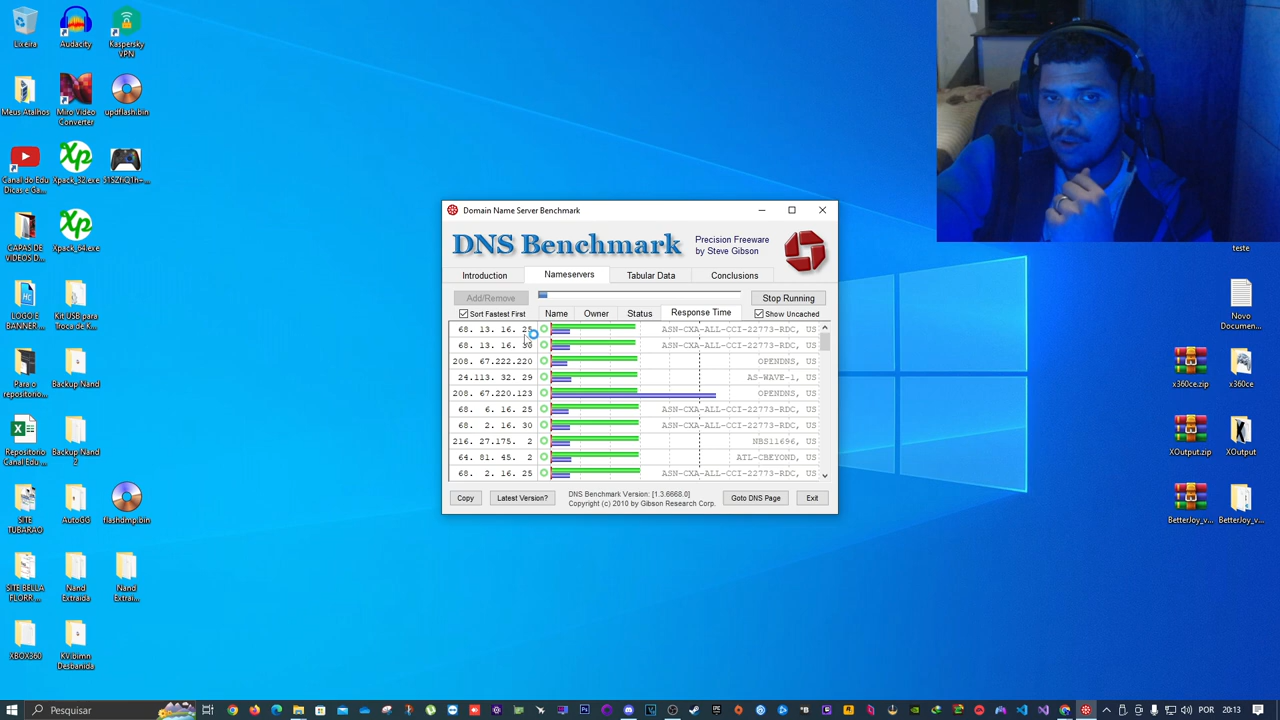 Lixeira
Audacity
Kaspersky
VPN
Meus Atalhos
Miro Video
Converter
updflash.bin
Canal do Edu
Dicas e Ga...
Xpack_32.exe
CAPAS DE
VIDEOS D...
Xpack_64.exe
LOGO E
BANNER...
Kit USB para
Troca de K...
Para o
repositorio...
Backup Nand
Repositorio
Canal Edu...
Backup Nand
2
SITE
TUBARÃO
AutoGG
flashdmp.bin
SITE BELLA
FLORR...
Nand
Extraida
Nand
Extrai...
XBOX360
Desbanida
Domain Name Server Benchmark
DNS Benchmark
Precision Freeware
by Steve Gibson
Introduction
Nameservers
Tabular Data
Conclusions
Add/Remove
Stop Running
Sort Fastest First
Name
Owner
Status
Response Time
Show Uncached
68. 13. 16. 25 ASN-CXA-ALL-CCI-22773-RDC, US
68. 13. 16. 30 ASN-CXA-ALL-CCI-22773-RDC, US
208. 67.222.220 OPENDNS, US
24.113. 32. 29 AS-WAVE-1, US
208. 67.220.123 OPENDNS, US
68. 6. 16. 25 ASN-CXA-ALL-CCI-22773-RDC, US
68. 2. 16. 30 ASN-CXA-ALL-CCI-22773-RDC, US
216. 27.175. 2 NBS11696, US
64. 81. 45. 2 ATL-CBEYOND, US
68. 2. 16. 25 ASN-CXA-ALL-CCI-22773-RDC, US
Copy
Latest Version?
DNS Benchmark Version: [1.3.6668.0]
Copyright (c) 2010 by Gibson Research Corp.
Goto DNS Page
Exit
teste
Novo
Documen...
x360ce.zip
x360ce
XOutput.zip
XOutput
BetterJoy_v...
BetterJoy_v...
Pesquisar
POR
20:13